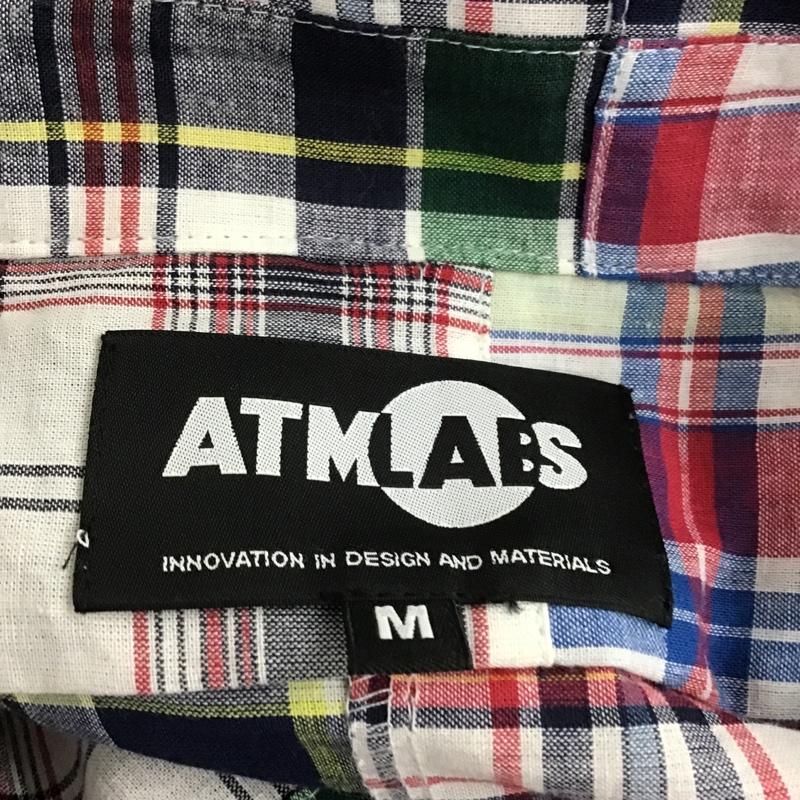 ATMLABS
INNOVATION IN DESIGN AND MATERIALS
M